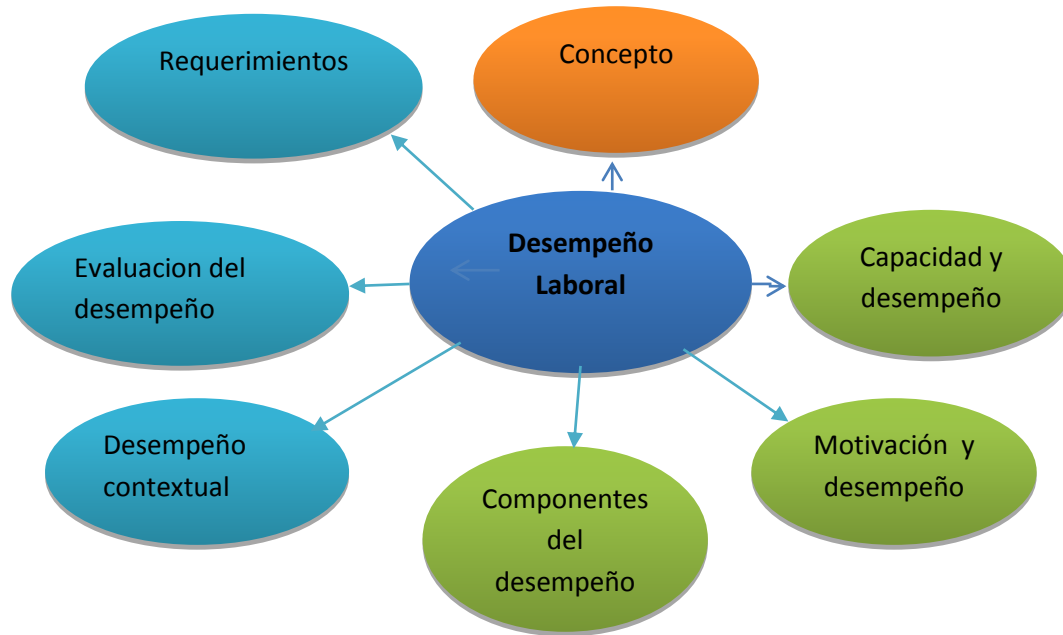 Requerimientos
Concepto
Desempeño
Laboral
Evaluacion del
desempeño
Capacidad y
desempeño
Desempeño
contextual
Motivación  y
desempeño
Componentes
del
desempeño